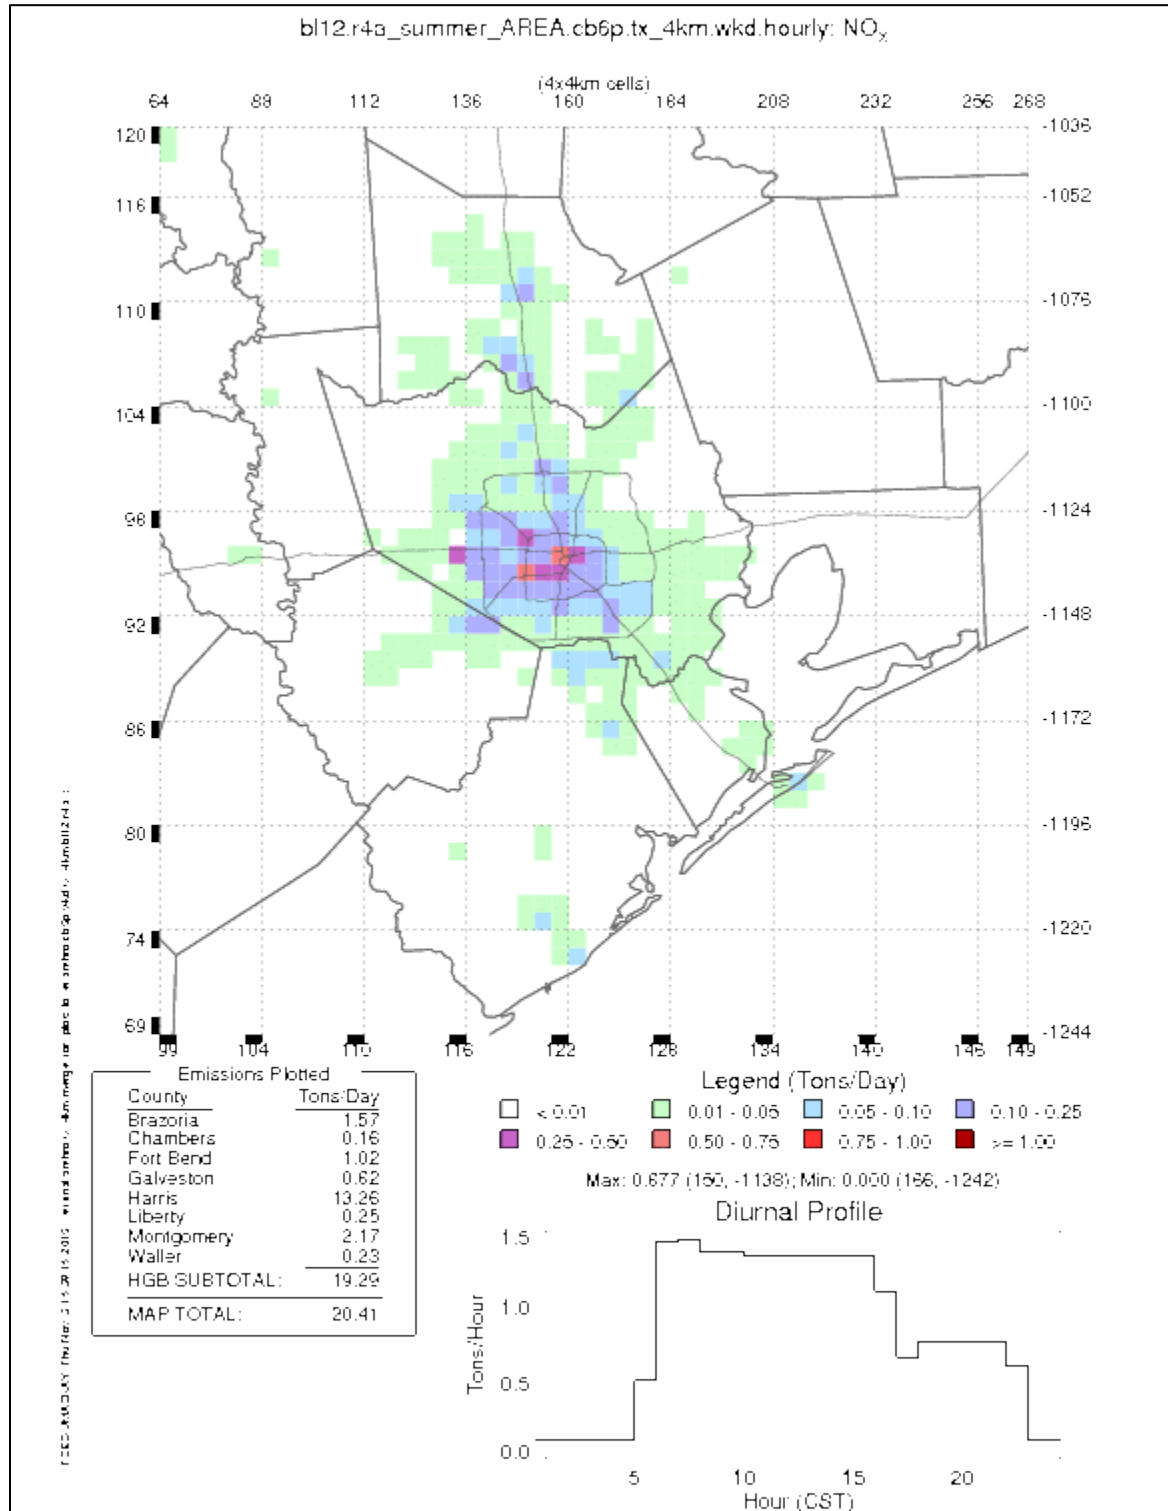 bl12.r4a_summer_AREA.cb6p.tx_4km.wkd.hourly: NOx
(4x4km cells)
64 88 112 136 160 184 208 232 256 268
120 -1036
116 -1052
110 -1076
104 -1100
98 -1124
92 -1148
86 -1172
80 -1196
74 -1220
69 -1244
99 104 110 116 122 128 134 140 146 149
Emissions Plotted
County Tons/Day
Brazoria 1.57
Chambers 0.16
Fort Bend 1.02
Galveston 0.62
Harris 13.26
Liberty 0.25
Montgomery 2.17
Waller 0.23
HGB SUBTOTAL: 19.29
MAP TOTAL: 20.41
Legend (Tons/Day)
< 0.01 0.01 - 0.05 0.05 - 0.10 0.10 - 0.25
0.25 - 0.50 0.50 - 0.75 0.75 - 1.00 >= 1.00
Max: 0.677 (150, -1138); Min: 0.000 (166, -1242)
Diurnal Profile
Tons/Hour
1.5
1.0
0.5
0.0
5 10 15 20
Hour (CST)